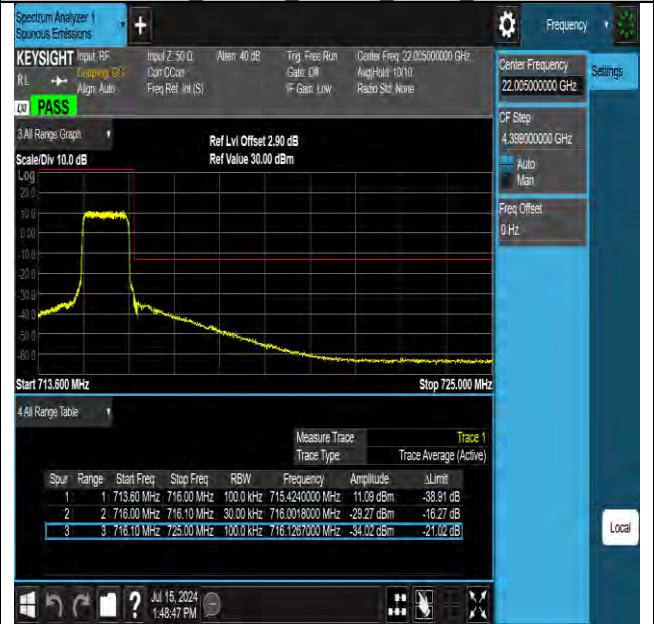 Spectrum Analyzer 1
Spurious Emissions
Frequency
KEYSIGHT Input: RF Input Z: 50 Ω Atten: 40 dB Trig: Free Run Center Freq: 22.005000000 GHz
RL Coupling: DC Corr CCorr Gate: Off Avg|Hold: 10/10
Align: Auto Freq Ref: Int (S) IF Gain: Low Radio Std: None
LXI PASS
Center Frequency
22.005000000 GHz
Settings
CF Step
4.399000000 GHz
Auto
Man
Freq Offset
0 Hz
3 All Range Graph
Ref Lvl Offset 2.90 dB
Scale/Div 10.0 dB Ref Value 30.00 dBm
Log
20.0
10.0
0.00
-10.0
-20.0
-30.0
-40.0
-50.0
-60.0
Start 713.600 MHz Stop 725.000 MHz
4 All Range Table
Measure Trace Trace 1
Trace Type Trace Average (Active)
Spur Range Start Freq Stop Freq RBW Frequency Amplitude ΔLimit
1 1 713.60 MHz 716.00 MHz 100.0 kHz 715.4240000 MHz 11.09 dBm -38.91 dB
2 2 716.00 MHz 716.10 MHz 30.00 kHz 716.0018000 MHz -29.27 dBm -16.27 dB
3 3 716.10 MHz 725.00 MHz 100.0 kHz 716.1267000 MHz -34.02 dBm -21.02 dB
Local
Jul 15, 2024
1:48:47 PM